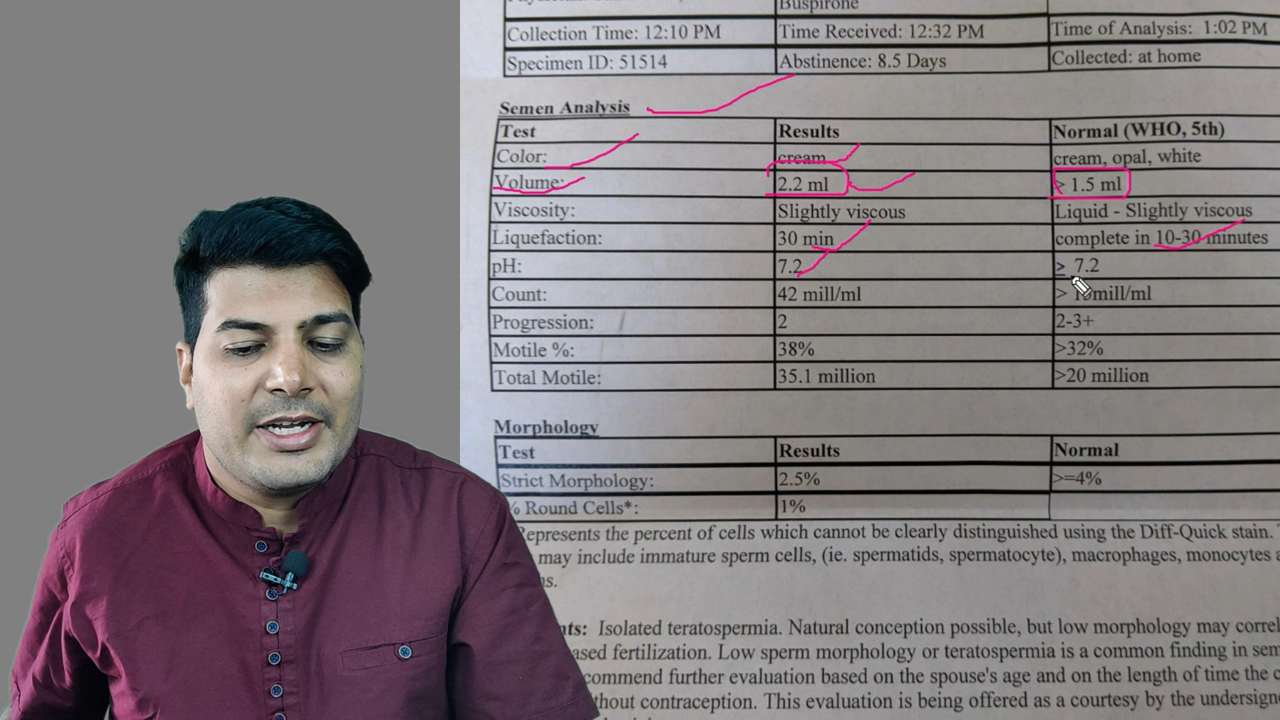 Buspirone
Collection Time: 12:10 PM Time Received: 12:32 PM Time of Analysis: 1:02 PM
Specimen ID: 51514 Abstinence: 8.5 Days Collected: at home
Semen Analysis
Test Results Normal (WHO, 5th)
Color: cream cream, opal, white
Volume: 2.2 ml > 1.5 ml
Viscosity: Slightly viscous Liquid - Slightly viscous
Liquefaction: 30 min complete in 10-30 minutes
pH: 7.2 ≥ 7.2
Count: 42 mill/ml > mill/ml
Progression: 2 2-3+
Motile %: 38% >32%
Total Motile: 35.1 million >20 million
Morphology
Test Results Normal
Strict Morphology: 2.5% >=4%
% Round Cells*: 1%
epresents the percent of cells which cannot be clearly distinguished using the Diff-Quick stain.
may include immature sperm cells, (ie. spermatids, spermatocyte), macrophages, monocytes
ns.
nts: Isolated teratospermia. Natural conception possible, but low morphology may correl
ased fertilization. Low sperm morphology or teratospermia is a common finding in sem
commend further evaluation based on the spouse's age and on the length of time the c
thout contraception. This evaluation is being offered as a courtesy by the undersigne